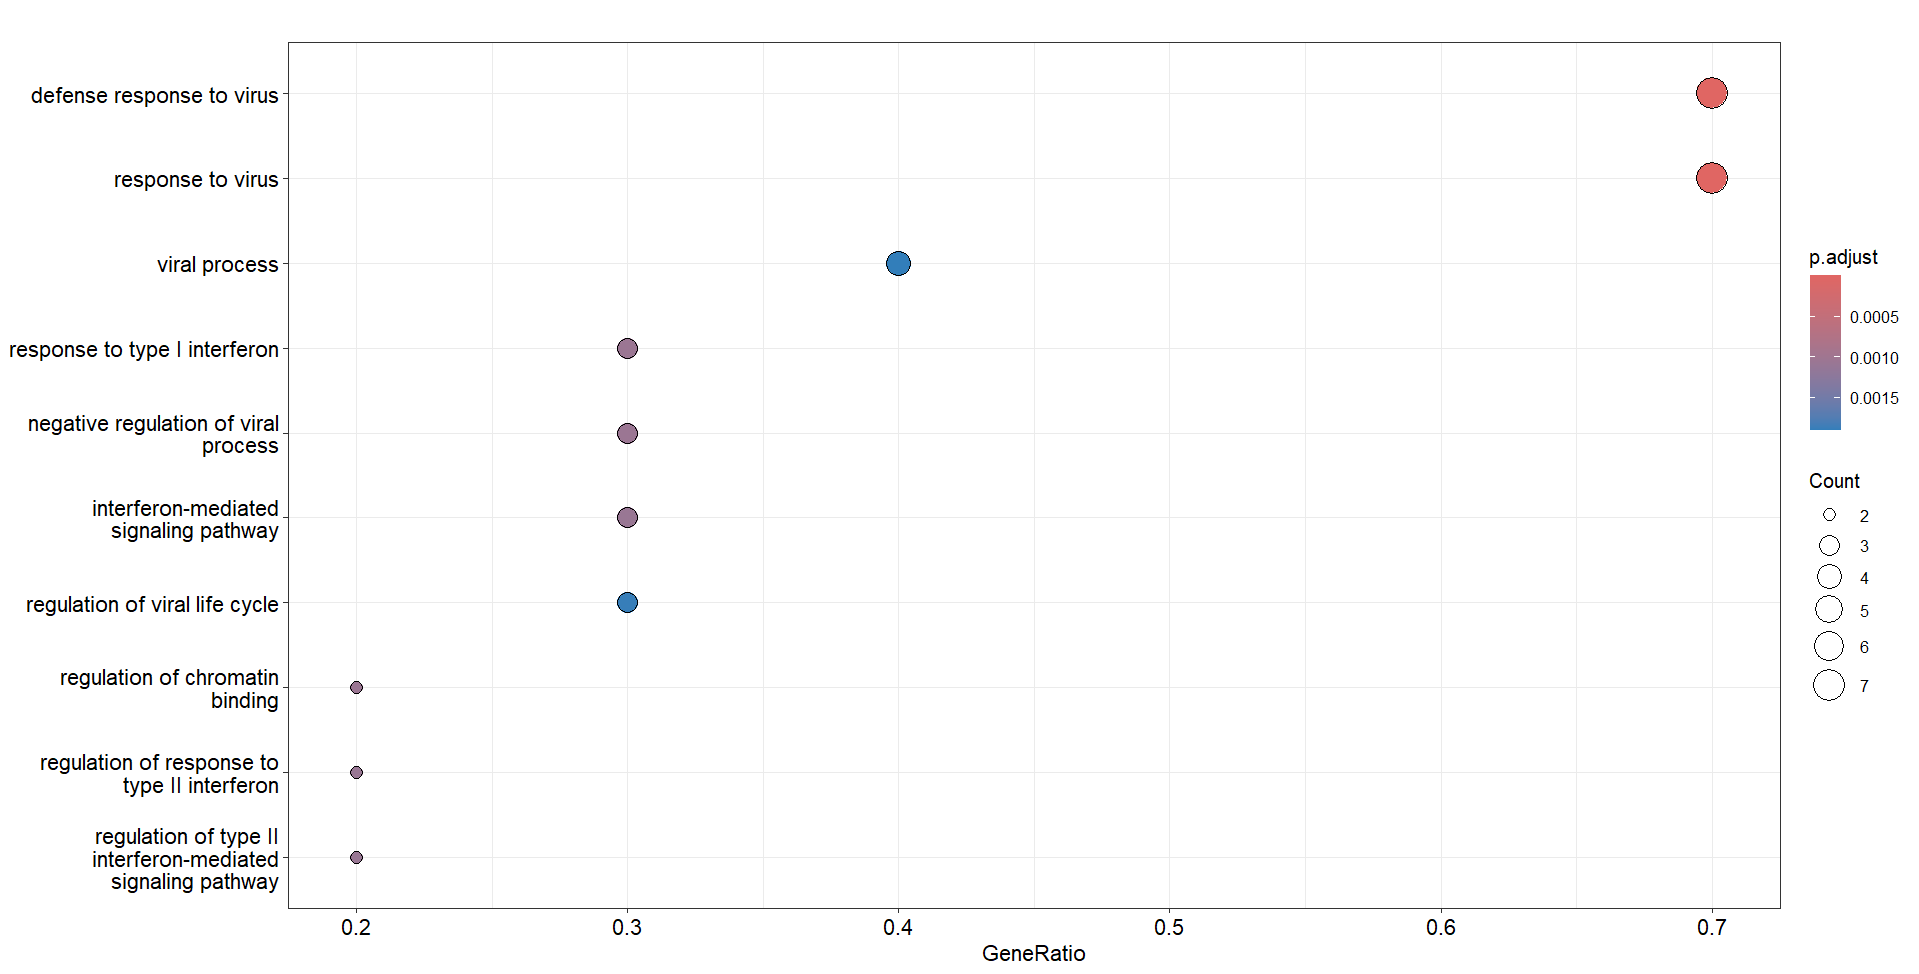 defense response to virus
response to virus
viral process
response to type I interferon
negative regulation of viral
process
interferon-mediated
signaling pathway
regulation of viral life cycle
regulation of chromatin
binding
regulation of response to
type II interferon
regulation of type II
interferon-mediated
signaling pathway
0.2 0.3 0.4 0.5 0.6 0.7
GeneRatio
p.adjust
0.0005
0.0010
0.0015
Count
2
3
4
5
6
7